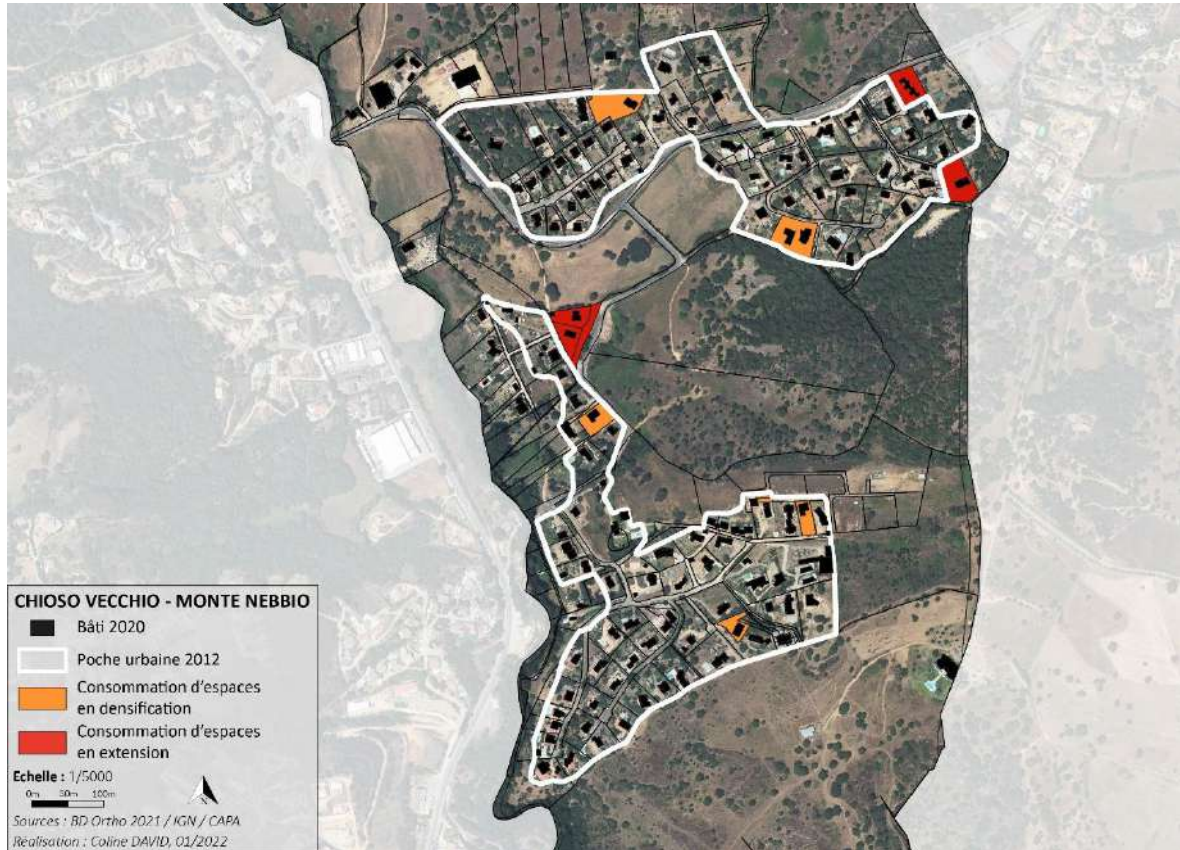 CHIOSO VECCHIO - MONTE NEBBIO
Bâti 2020
Poche urbaine 2012
Consommation d'espaces
en densification
Consommation d'espaces
en extension
Echelle : 1/5000
0m 50m 100m
N
Sources : BD Ortho 2021 / IGN / CAPA
Réalisation : Coline DAVID, 01/2022